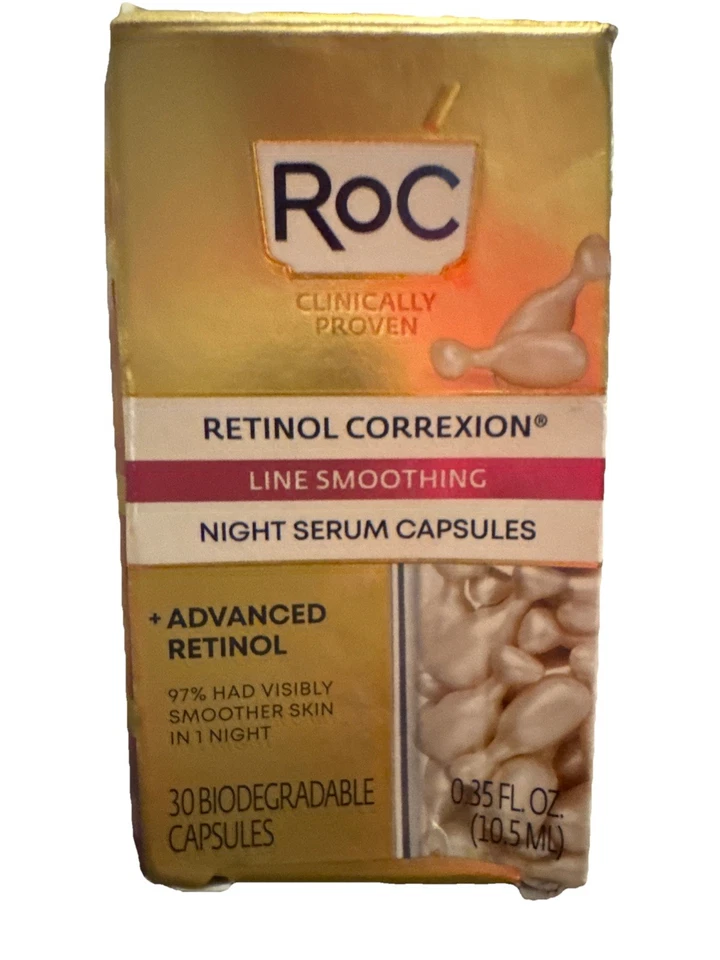 RoC
CLINICALLY
PROVEN
RETINOL CORREXION®
LINE SMOOTHING
NIGHT SERUM CAPSULES
+ ADVANCED
RETINOL
97% HAD VISIBLY
SMOOTHER SKIN
IN 1 NIGHT
30 BIODEGRADABLE
CAPSULES
0.35 FL. OZ.
(10.5 ML)